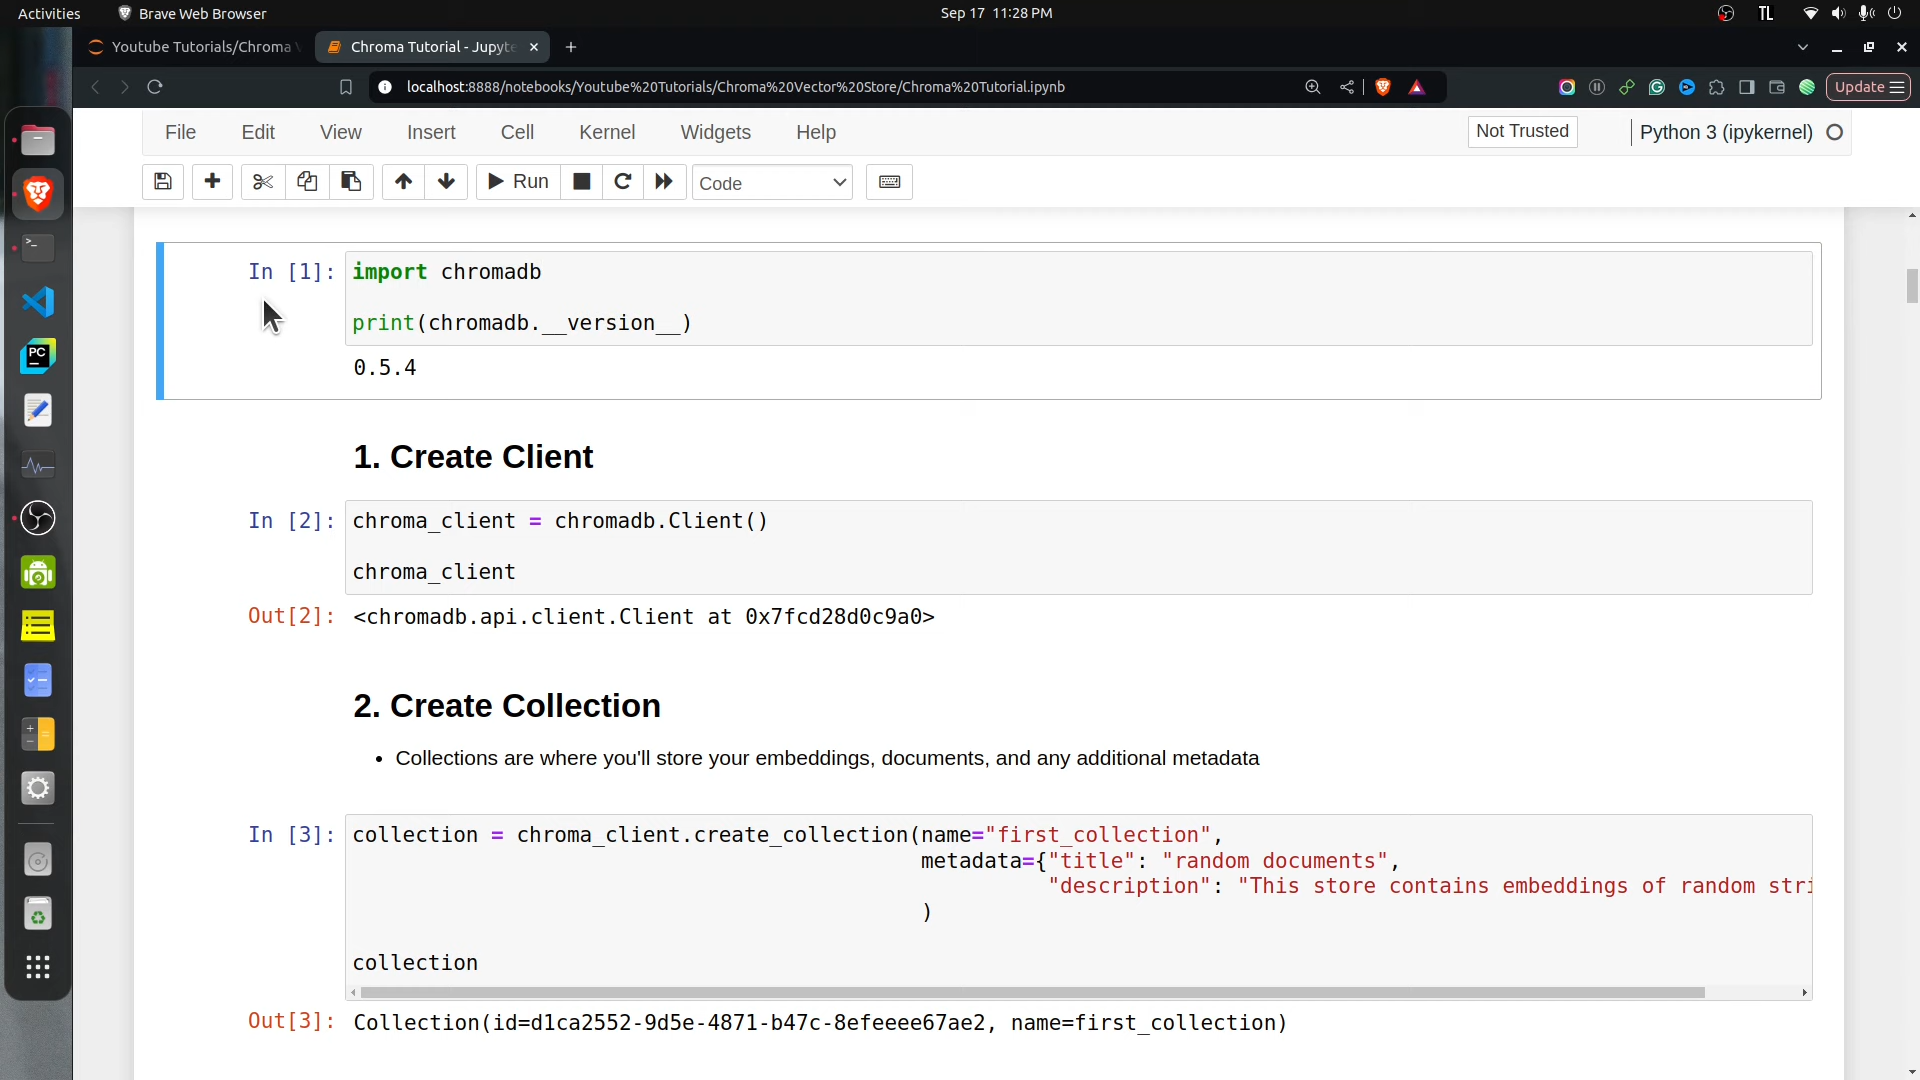 Activities
Brave Web Browser
Sep 17 11:28 PM
TL
Youtube Tutorials/Chroma
Chroma Tutorial - Jupyte
localhost:8888/notebooks/Youtube%20Tutorials/Chroma%20Vector%20Store/Chroma%20Tutorial.ipynb
Update
File Edit View Insert Cell Kernel Widgets Help
Not Trusted
Python 3 (ipykernel)
Run
Code
In [1]: import chromadb
print(chromadb.__version__)
0.5.4
1. Create Client
In [2]: chroma_client = chromadb.Client()
chroma_client
Out[2]: <chromadb.api.client.Client at 0x7fcd28d0c9a0>
2. Create Collection
• Collections are where you'll store your embeddings, documents, and any additional metadata
In [3]: collection = chroma_client.create_collection(name="first_collection",
metadata={"title": "random documents",
"description": "This store contains embeddings of random stri
)
collection
Out[3]: Collection(id=d1ca2552-9d5e-4871-b47c-8efeeee67ae2, name=first_collection)
PC